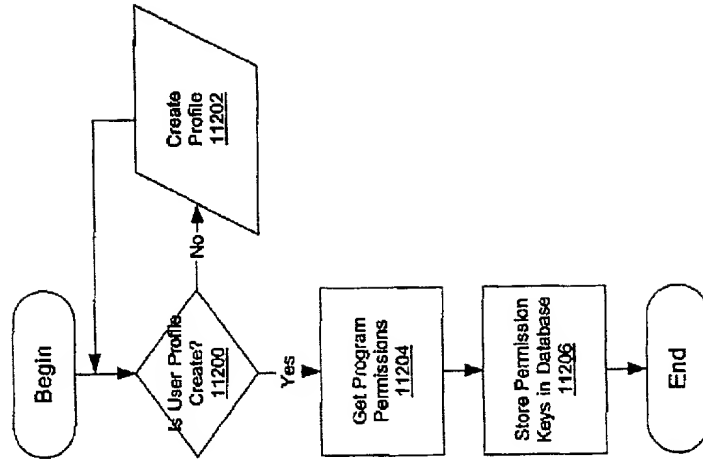 Begin
Is User Profile
Create?
11200
No
Create
Profile
11202
Yes
Get Program
Permissions
11204
Store Permission
Keys in Database
11206
End